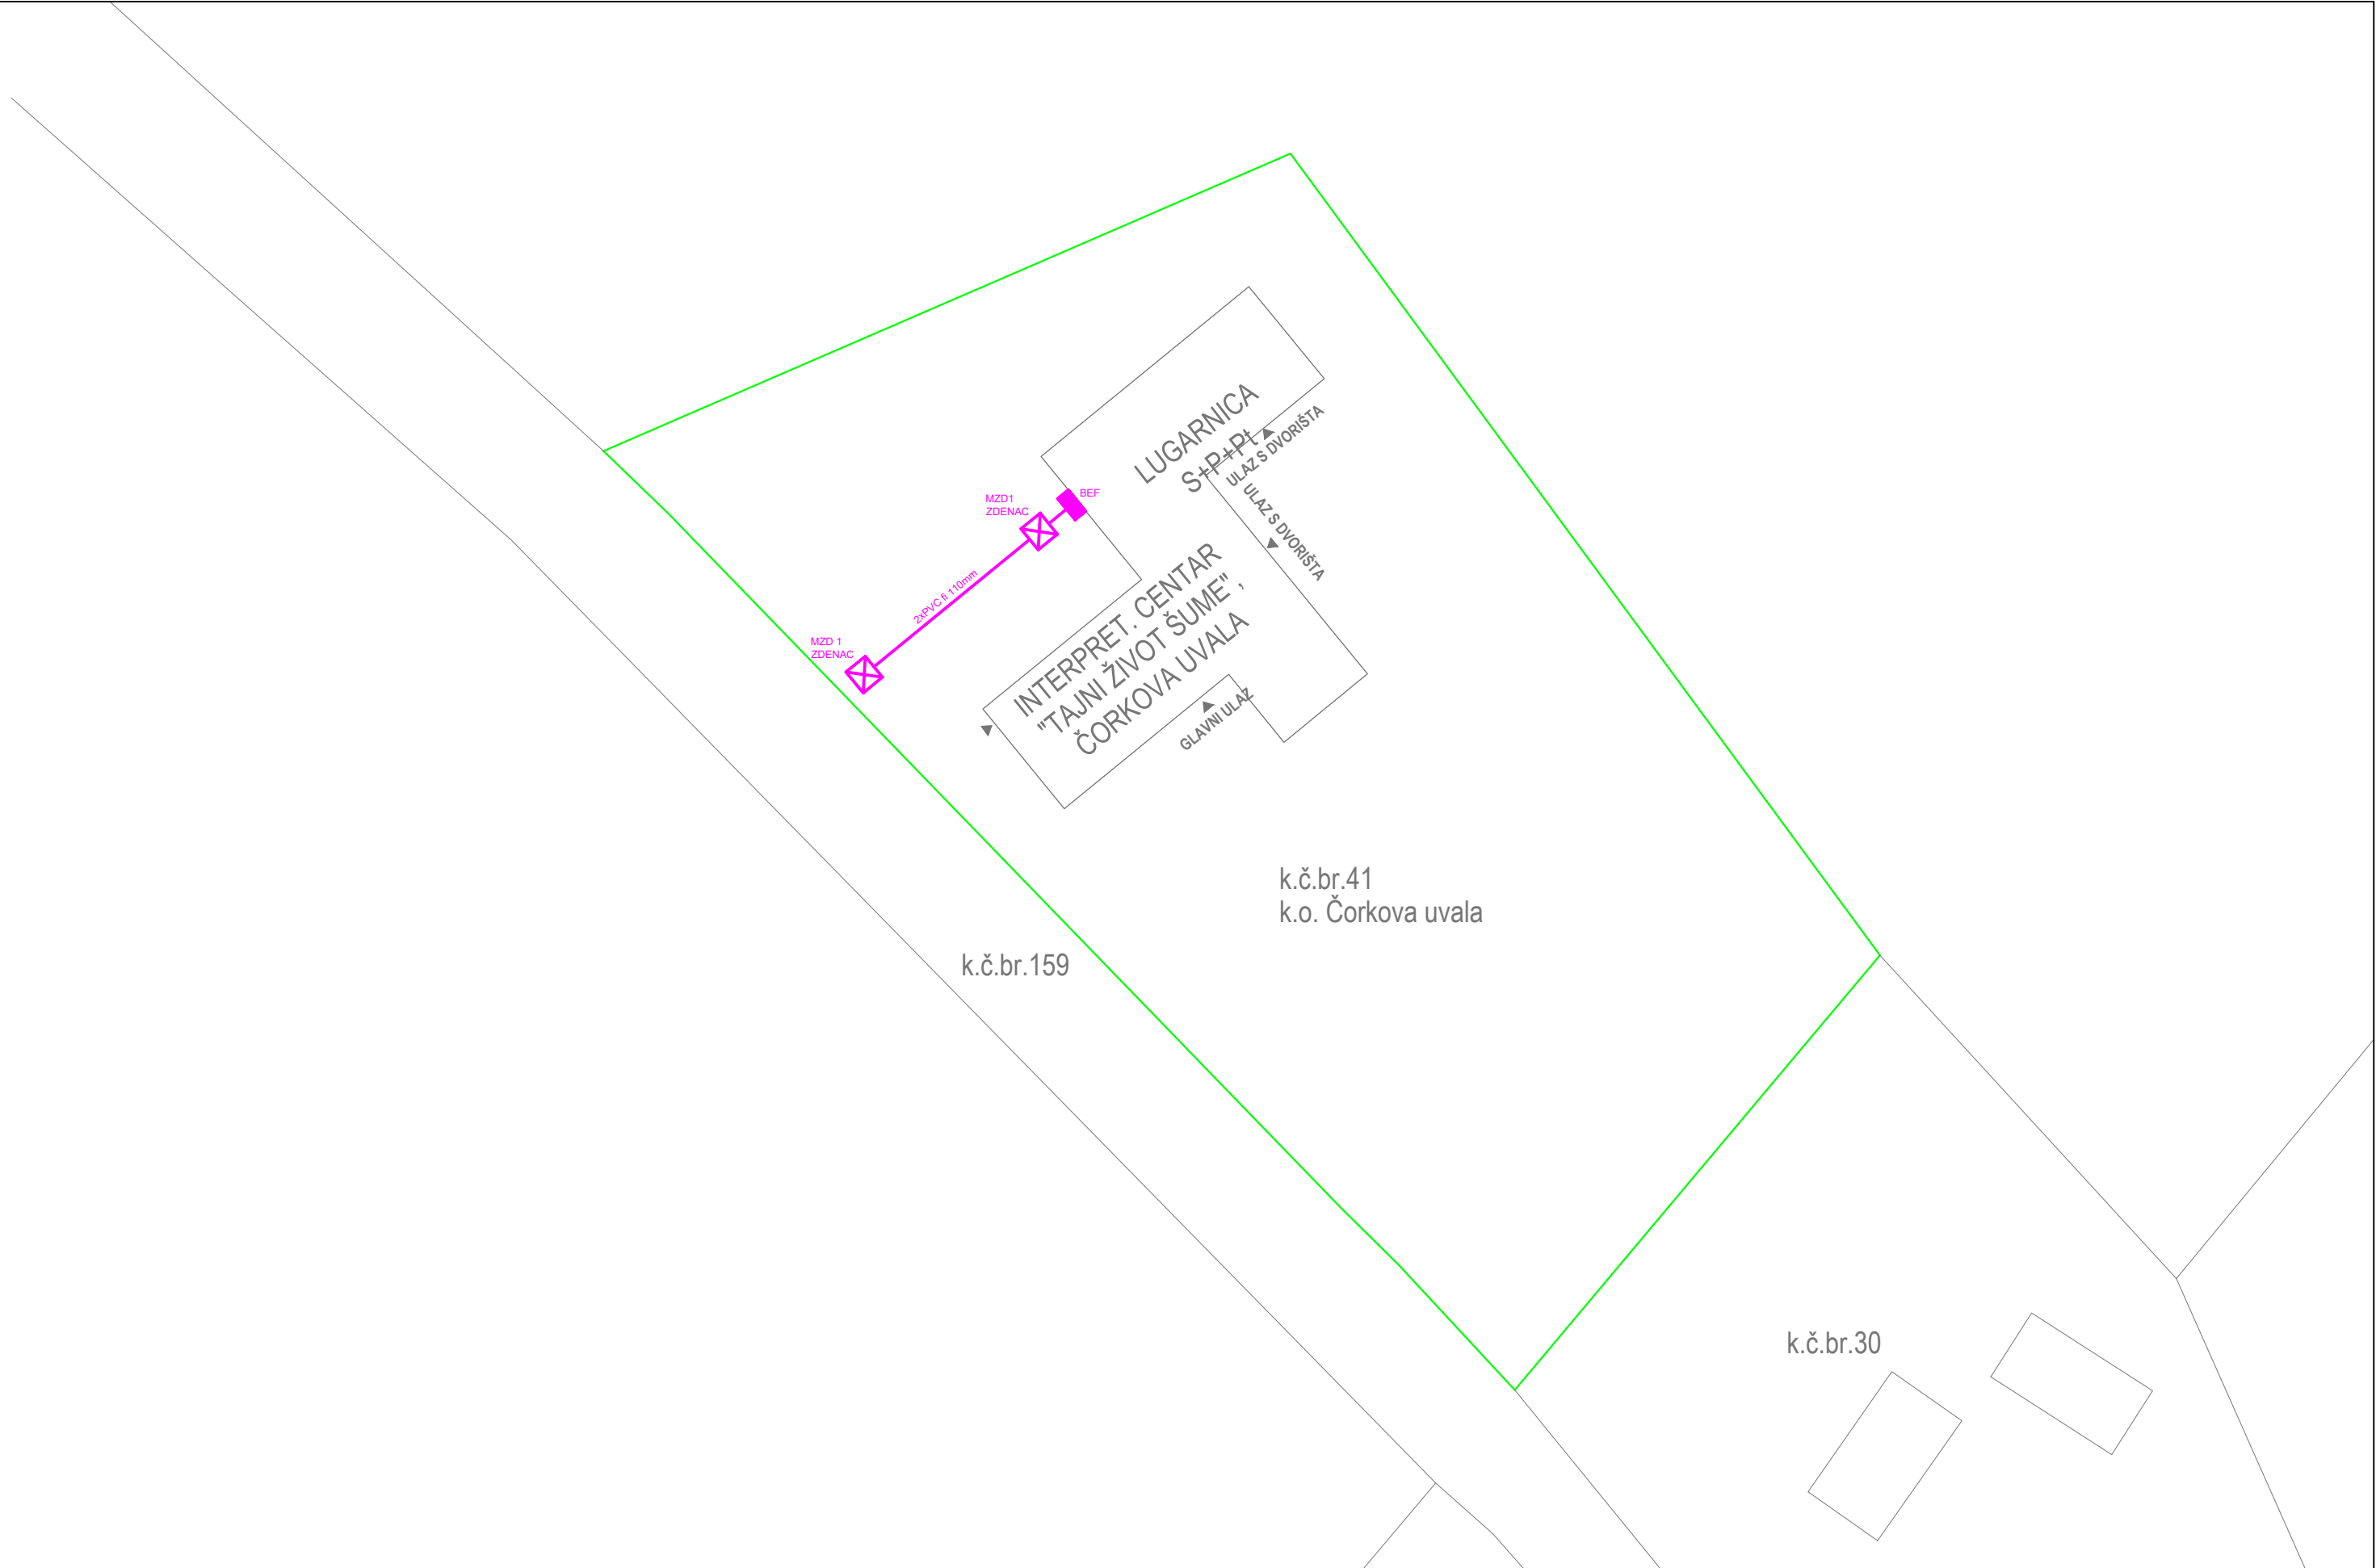 LUGARNICA
S+P+Pt
ULAZ S DVORIŠTA
ULAZ S DVORIŠTA
MZD1
ZDENAC
BEF
2xPVC fi 110mm
MZD 1
ZDENAC
INTERPRET. CENTAR
"TAJNI ŽIVOT ŠUME",
ČORKOVA UVALA
GLAVNI ULAZ
k.č.br.41
k.o. Čorkova uvala
k.č.br.159
k.č.br.30